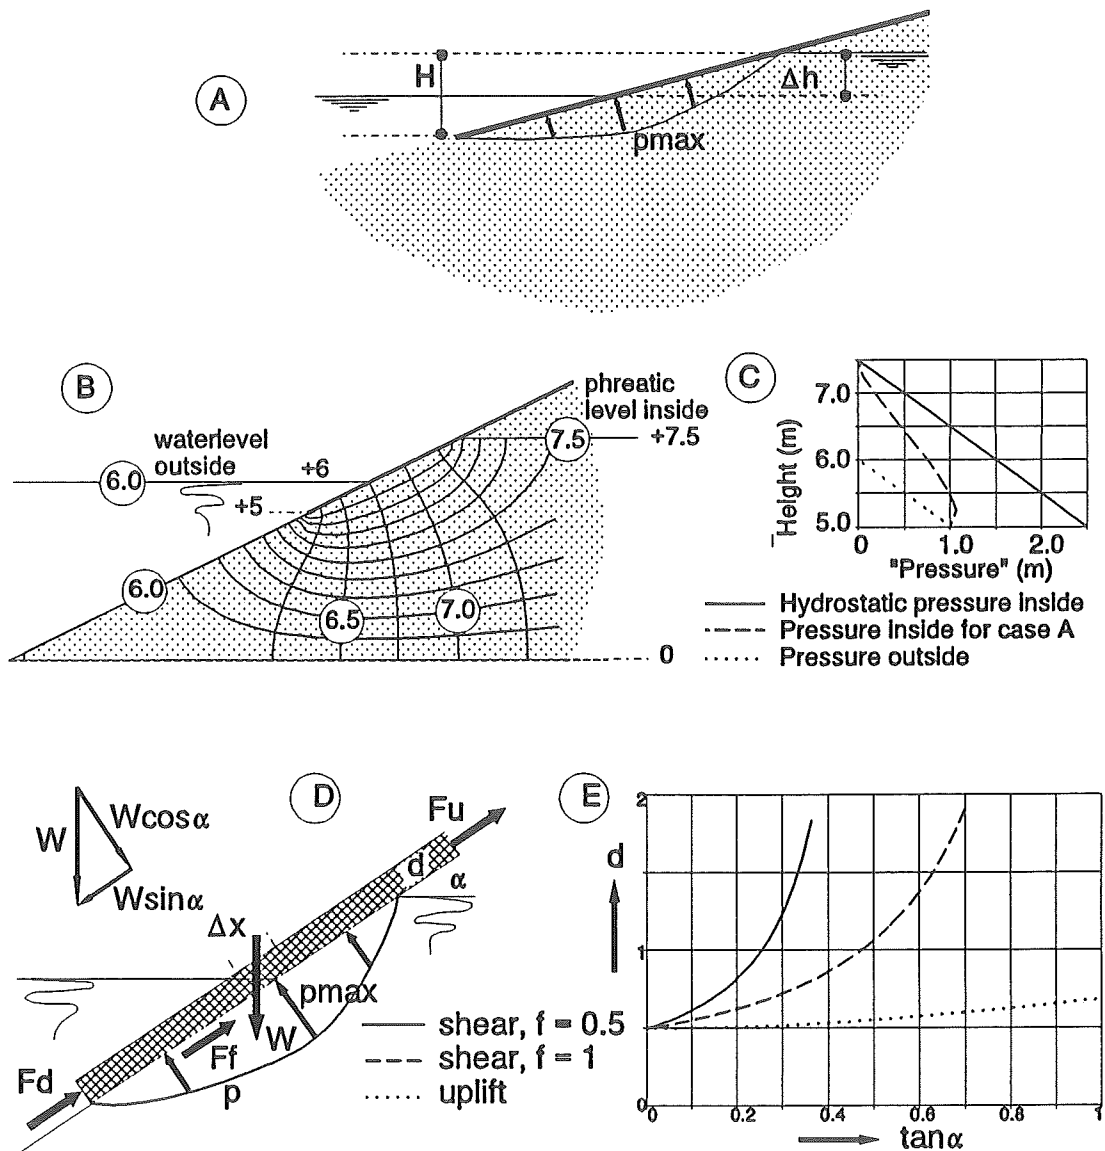 A
H
Δh
pmax
B
waterlevel
outside
6.0
+6
+5
phreatic
level inside
7.5
+7.5
6.0
6.5
7.0
0
C
Height (m)
7.0
6.0
5.0
0
1.0
2.0
"Pressure" (m)
Hydrostatic pressure inside
Pressure inside for case A
Pressure outside
D
W
Wcosα
Wsinα
Fu
d
α
Δx
pmax
W
Ff
Fd
p
shear, f = 0.5
shear, f = 1
uplift
E
d
2
1
0
0
0.2
0.4
0.6
0.8
1
tanα